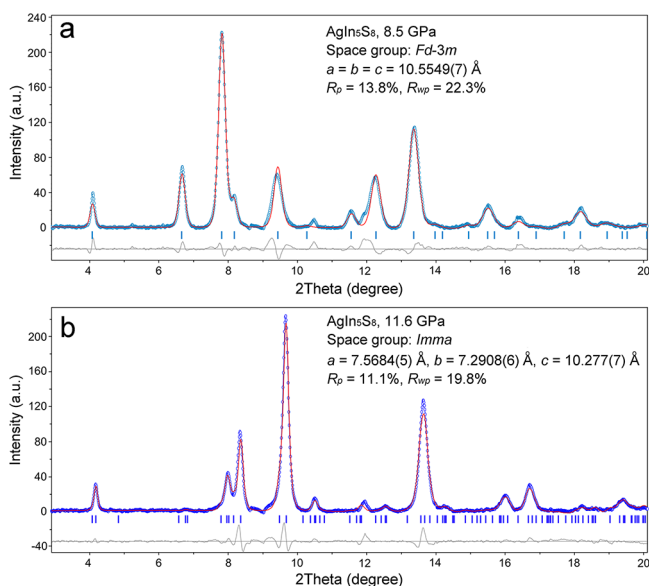 a
AgIn₅S₈, 8.5 GPa
Space group: Fd-3m
a = b = c = 10.5549(7) Å
Rp = 13.8%, Rwp = 22.3%
Intensity (a.u.)
240
200
160
120
80
40
0
4 6 8 10 12 14 16 18 20
2Theta (degree)
b
AgIn₅S₈, 11.6 GPa
Space group: Imma
a = 7.5684(5) Å, b = 7.2908(6) Å, c = 10.277(7) Å
Rp = 11.1%, Rwp = 19.8%
Intensity (a.u.)
200
160
120
80
40
0
-40
4 6 8 10 12 14 16 18 20
2Theta (degree)